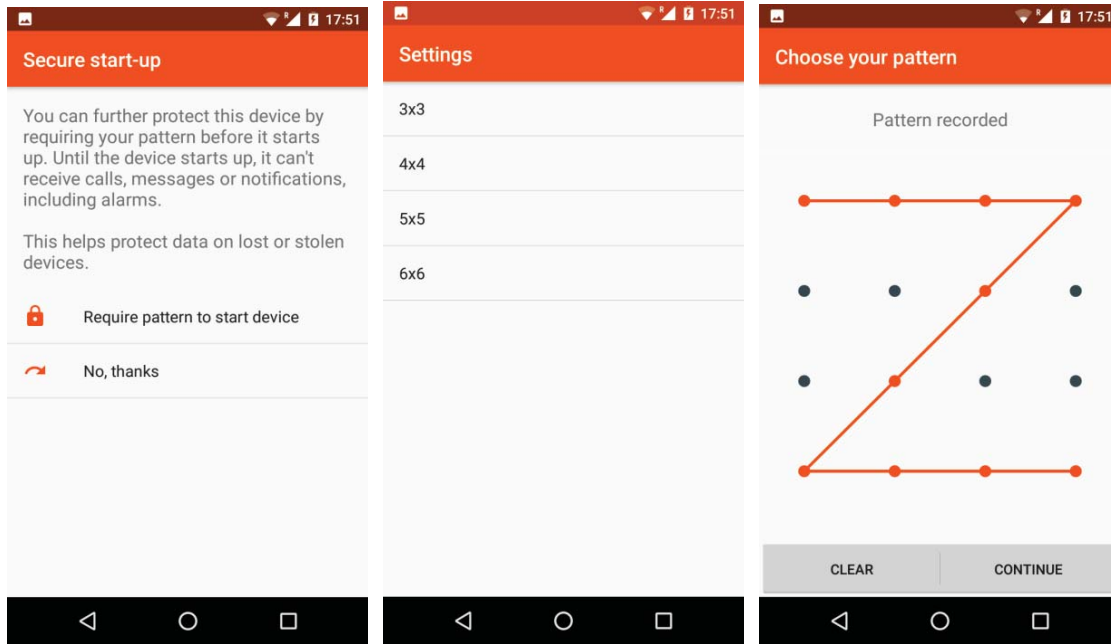 17:51
Secure start-up
You can further protect this device by
requiring your pattern before it starts
up. Until the device starts up, it can't
receive calls, messages or notifications,
including alarms.
This helps protect data on lost or stolen
devices.
Require pattern to start device
No, thanks
R 17:51
Settings
3x3
4x4
5x5
6x6
R 17:51
Choose your pattern
Pattern recorded
CLEAR
CONTINUE